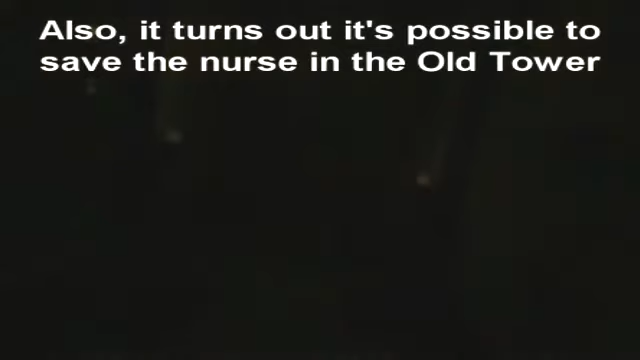 Also, it turns out it's possible to
save the nurse in the Old Tower